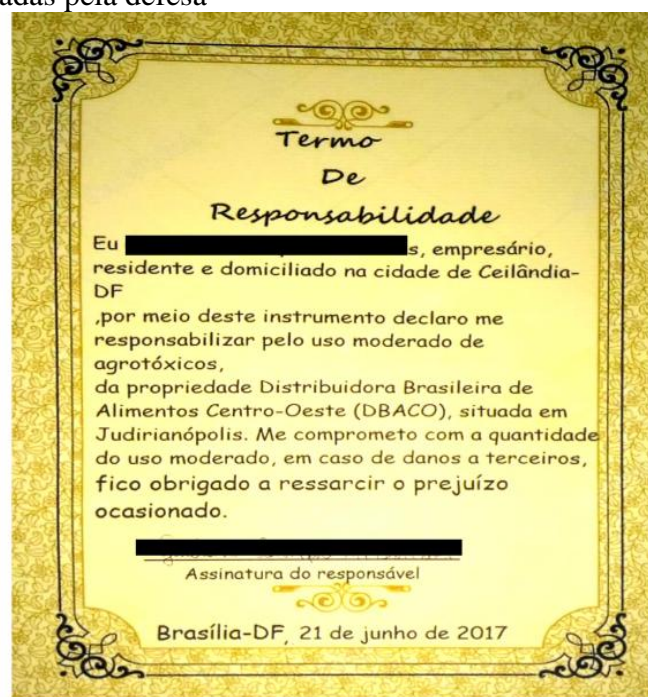 adas pela defesa
Termo
De
Responsabilidade
Eu s, empresário,
residente e domiciliado na cidade de Ceilândia-
DF
,por meio deste instrumento declaro me
responsabilizar pelo uso moderado de
agrotóxicos,
da propriedade Distribuidora Brasileira de
Alimentos Centro-Oeste (DBACO), situada em
Judirianópolis. Me comprometo com a quantidade
do uso moderado, em caso de danos a terceiros,
fico obrigado a ressarcir o prejuízo
ocasionado.
Assinatura do responsável
Brasília-DF, 21 de junho de 2017